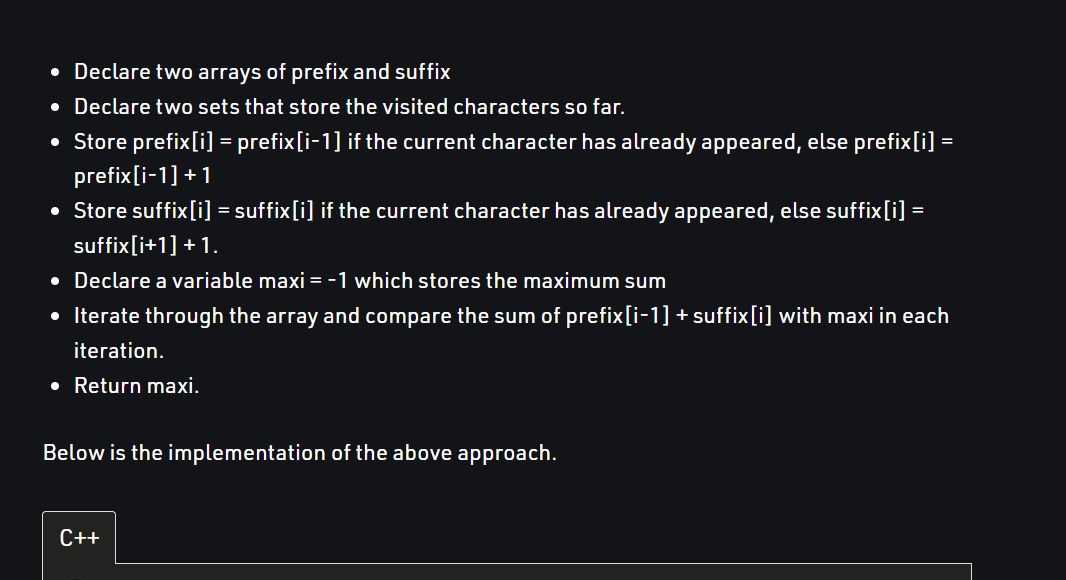 • Declare two arrays of prefix and suffix
• Declare two sets that store the visited characters so far.
• Store prefix[i] = prefix[i-1] if the current character has already appeared, else prefix[i] =
prefix[i-1] + 1
• Store suffix[i] = suffix[i] if the current character has already appeared, else suffix[i] =
suffix[i+1] + 1.
• Declare a variable maxi = -1 which stores the maximum sum
• Iterate through the array and compare the sum of prefix[i-1] + suffix[i] with maxi in each
iteration.
• Return maxi.
Below is the implementation of the above approach.
C++